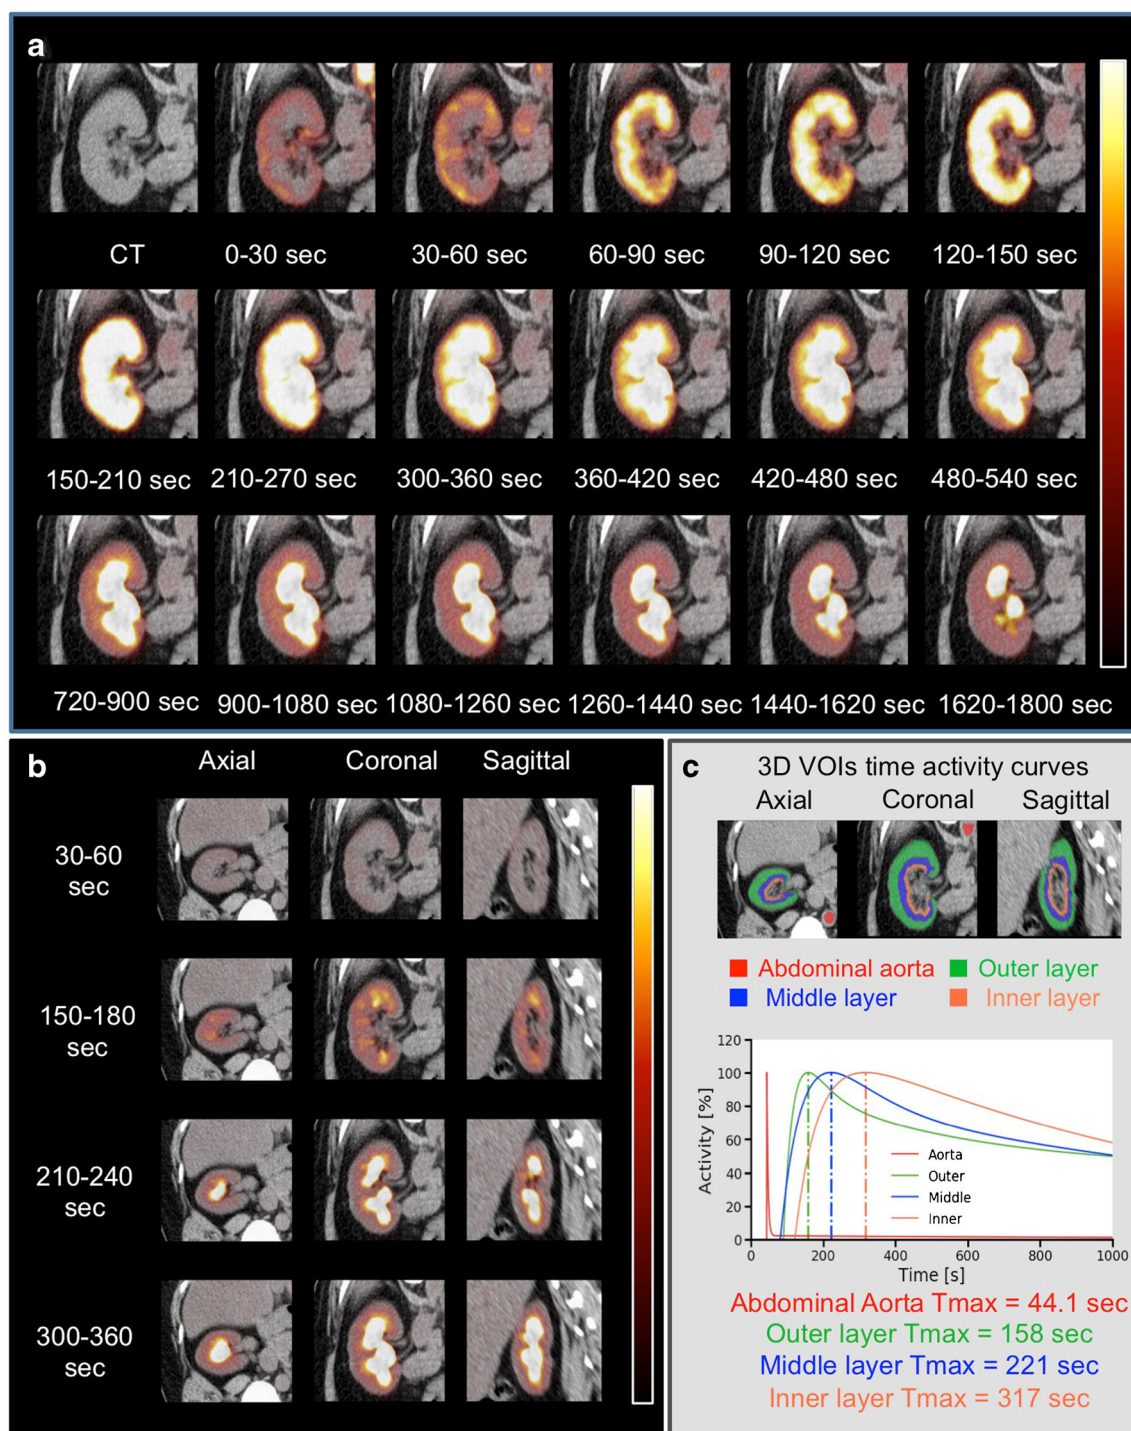 a
CT
0-30 sec
30-60 sec
60-90 sec
90-120 sec
120-150 sec
150-210 sec
210-270 sec
300-360 sec
360-420 sec
420-480 sec
480-540 sec
720-900 sec
900-1080 sec
1080-1260 sec
1260-1440 sec
1440-1620 sec
1620-1800 sec
b
Axial
Coronal
Sagittal
30-60
sec
150-180
sec
210-240
sec
300-360
sec
c
3D VOIs time activity curves
Axial
Coronal
Sagittal
Abdominal aorta
Outer layer
Middle layer
Inner layer
120
100
80
60
40
20
0
Activity [%]
Aorta
Outer
Middle
Inner
0
200
400
600
800
1000
Time [s]
Abdominal Aorta Tmax = 44.1 sec
Outer layer Tmax = 158 sec
Middle layer Tmax = 221 sec
Inner layer Tmax = 317 sec